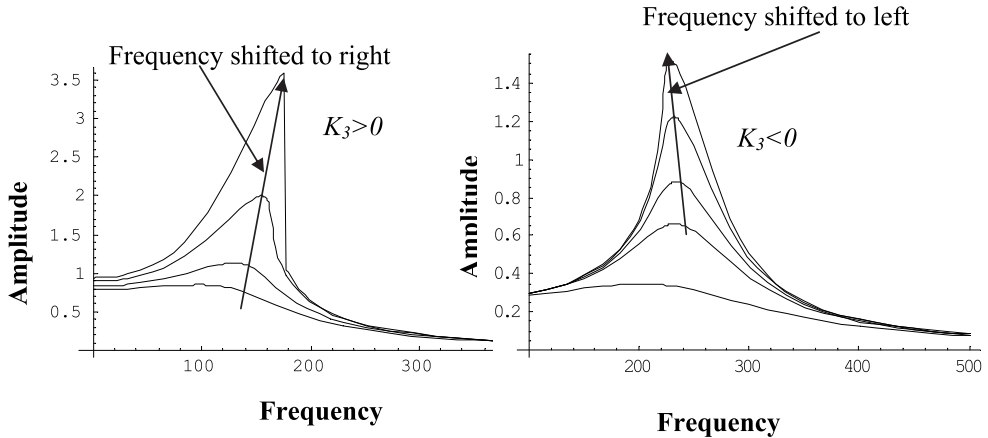 Frequency shifted to right
K3>0
3.5
3
2.5
2
1.5
1
0.5
100
200
300
Amplitude
Frequency
Frequency shifted to left
K3<0
1.4
1.2
1
0.8
0.6
0.4
0.2
200
300
400
500
Amplitude
Frequency